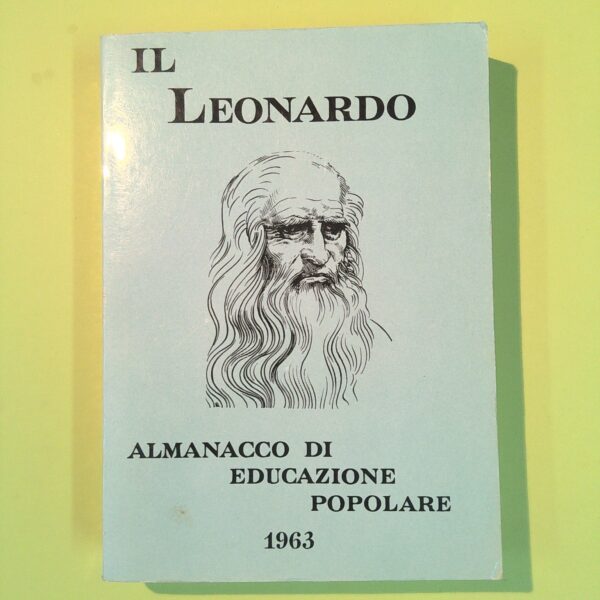 IL
LEONARDO
ALMANACCO DI
EDUCAZIONE
POPOLARE
1963